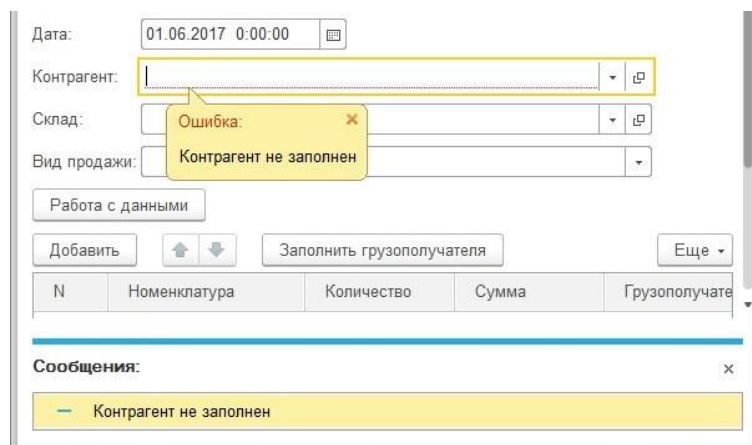 Дата: 01.06.2017 0:00:00
Контрагент:
Склад:
Ошибка:
Контрагент не заполнен
Вид продажи:
Работа с данными
Добавить Заполнить грузополучателя Еще
N Номенклатура Количество Сумма Грузополучате
Сообщения:
Контрагент не заполнен